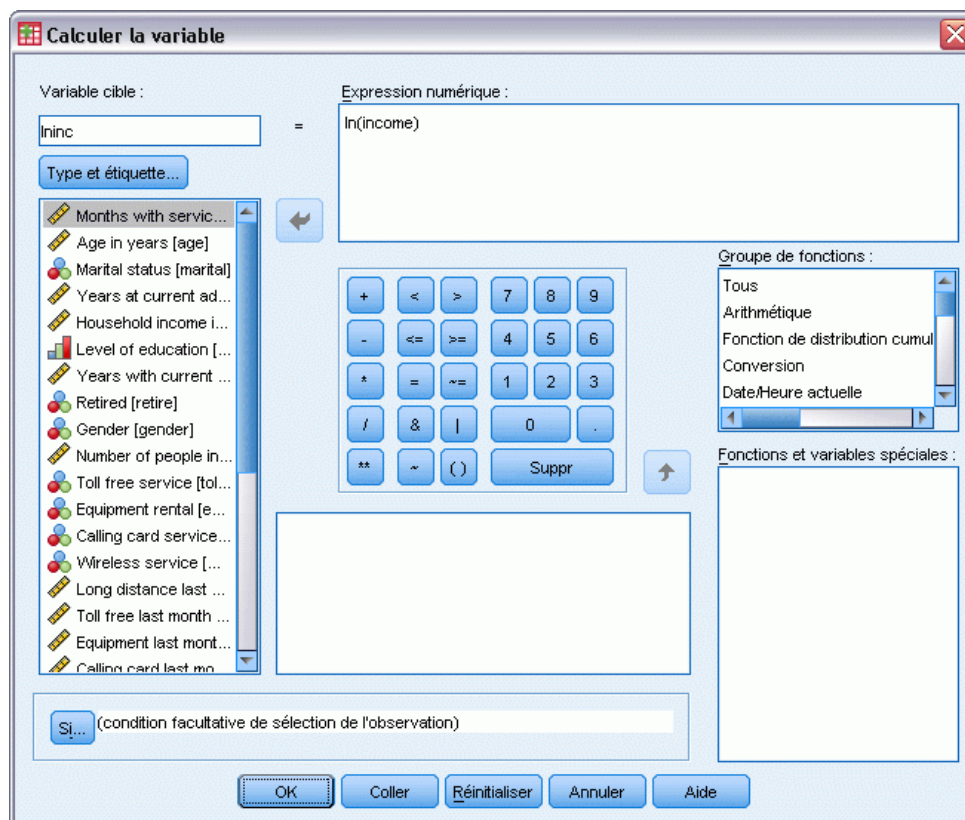 Calculer la variable
Variable cible :
Expression numérique :
lninc
=
ln(income)
Type et étiquette...
Months with servic...
Age in years [age]
Marital status [marital]
Years at current ad...
Household income i...
Level of education [...
Years with current ...
Retired [retire]
Gender [gender]
Number of people in...
Toll free service [tol...
Equipment rental [e...
Calling card service...
Wireless service [...
Long distance last ...
Toll free last month ...
Equipment last mont...
Calling card last mo...
+ < > 7 8 9
- <= >= 4 5 6
* = ~= 1 2 3
/ & | 0 .
** ~ ( ) Suppr
Groupe de fonctions :
Tous
Arithmétique
Fonction de distribution cumul
Conversion
Date/Heure actuelle
Fonctions et variables spéciales :
Si... (condition facultative de sélection de l'observation)
OK Coller Réinitialiser Annuler Aide